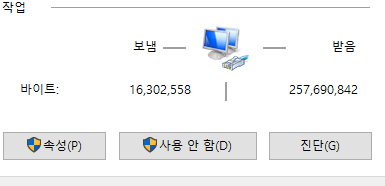 작업
보냄 받음
바이트: 16,302,558 257,690,842
속성(P) 사용 안 함(D) 진단(G)